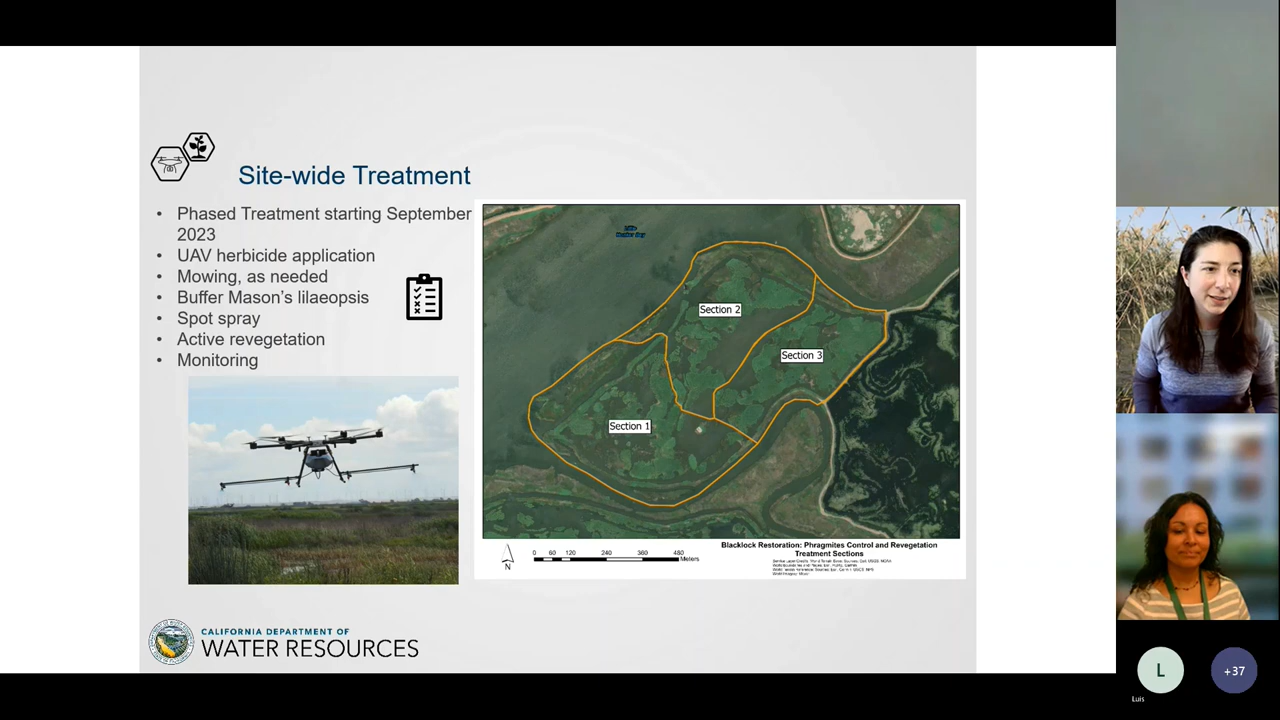 Site-wide Treatment
• Phased Treatment starting September
2023
• UAV herbicide application
• Mowing, as needed
• Buffer Mason's lilaeopsis
• Spot spray
• Active revegetation
• Monitoring
Section 2
Section 3
Section 1
N
0 60 120 240 360 480
Meters
Blacklock Restoration: Phragmites Control and Revegetation
Treatment Sections
CALIFORNIA DEPARTMENT OF
WATER RESOURCES
L
+37
Luis